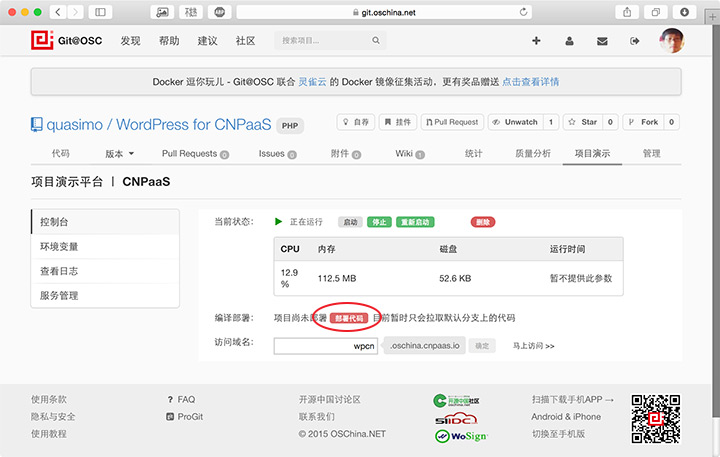 git.oschina.net
Git@OSC 发现 帮助 建议 社区 搜索项目...
Docker 逗你玩儿 - Git@OSC 联合 灵雀云 的 Docker 镜像征集活动，更有奖品赠送 点击查看详情
quasimo / WordPress for CNPaaS PHP 自荐 挂件 Pull Request Unwatch 1 Star 0 Fork 0
代码 版本 Pull Requests 0 Issues 0 附件 0 Wiki 1 统计 质量分析 项目演示 管理
项目演示平台 | CNPaaS
控制台
环境变量
查看日志
服务管理
当前状态： 正在运行 启动 停止 重新启动 删除
CPU 内存 磁盘 运行时间
12.9 % 112.5 MB 52.6 KB 暂不提供此参数
编译部署： 项目尚未部署 部署代码 目前暂时只会拉取默认分支上的代码
访问域名： wpcn .oschina.cnpaas.io 确定 马上访问 >>
使用条款 ? FAQ 开源中国讨论区 开源中国社区 扫描下载手机APP →
oschina.net
隐私与安全 ProGit 联系我们 SIIDC Android & iPhone
使用教程 © 2015 OSChina.NET WoSign 切换至手机版